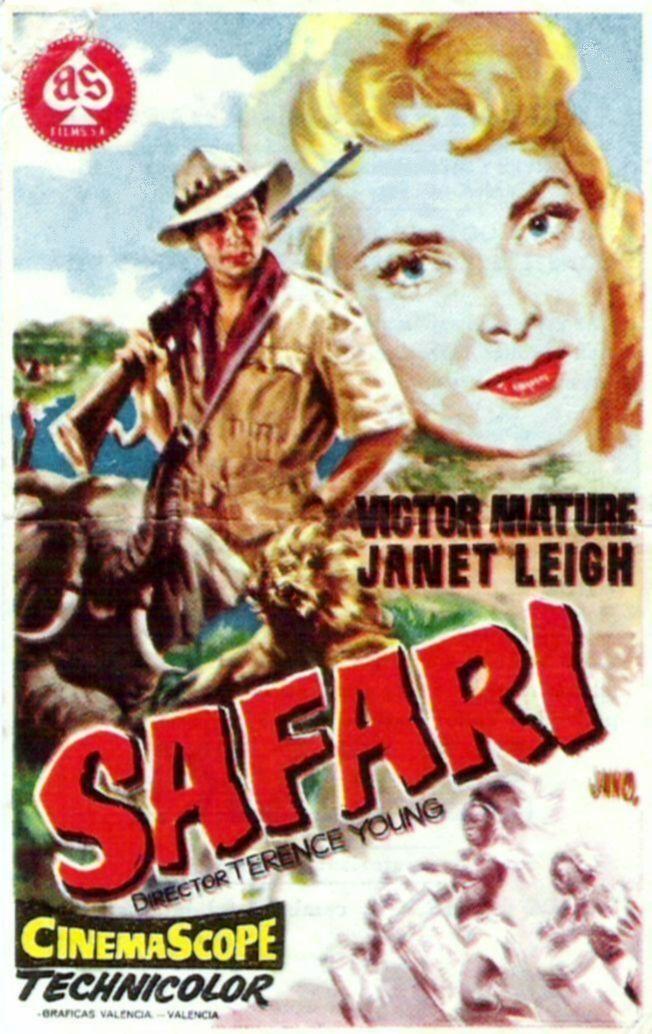 as
FILMS, S.A.
VICTOR MATURE
JANET LEIGH
SAFARI
DIRECTOR TERENCE YOUNG
JANO.
CINEMASCOPE
TECHNICOLOR
-GRAFICAS VALENCIA. - VALENCIA